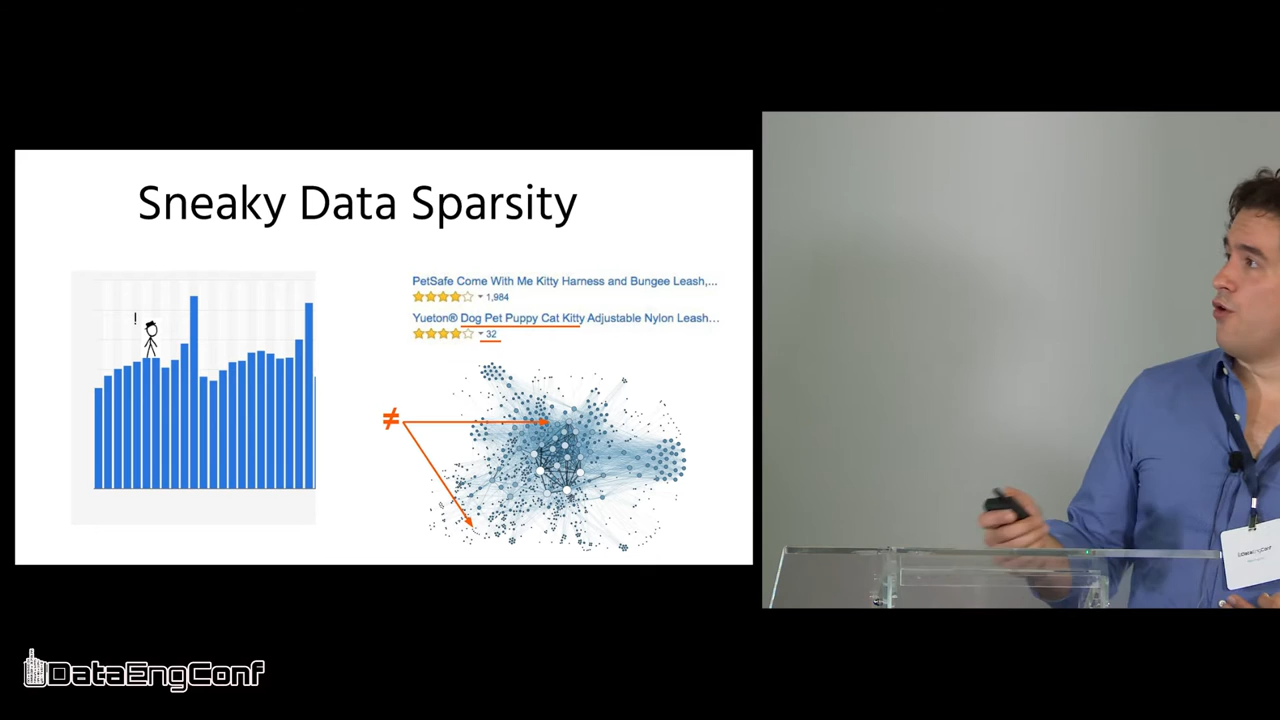 Sneaky Data Sparsity
!
PetSafe Come With Me Kitty Harness and Bungee Leash,...
1,984
Yueton® Dog Pet Puppy Cat Kitty Adjustable Nylon Leash…
32
≠
DataEngConf
DataEngConf